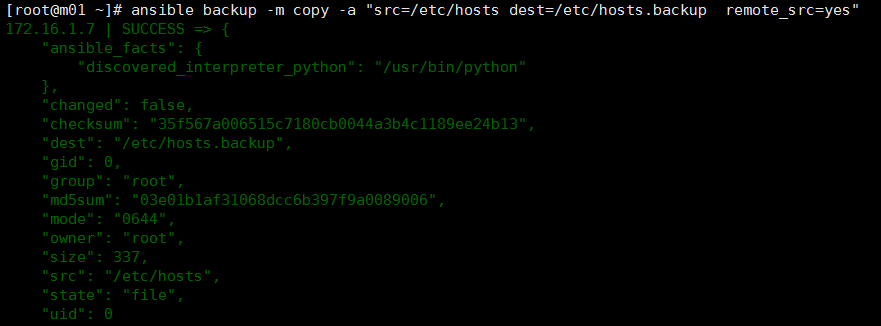 [root@m01 ~]# ansible backup -m copy -a "src=/etc/hosts dest=/etc/hosts.backup  remote_src=yes"
172.16.1.7 | SUCCESS => {
    "ansible_facts": {
        "discovered_interpreter_python": "/usr/bin/python"
    },
    "changed": false,
    "checksum": "35f567a006515c7180cb0044a3b4c1189ee24b13",
    "dest": "/etc/hosts.backup",
    "gid": 0,
    "group": "root",
    "md5sum": "03e01b1af31068dcc6b397f9a0089006",
    "mode": "0644",
    "owner": "root",
    "size": 337,
    "src": "/etc/hosts",
    "state": "file",
    "uid": 0